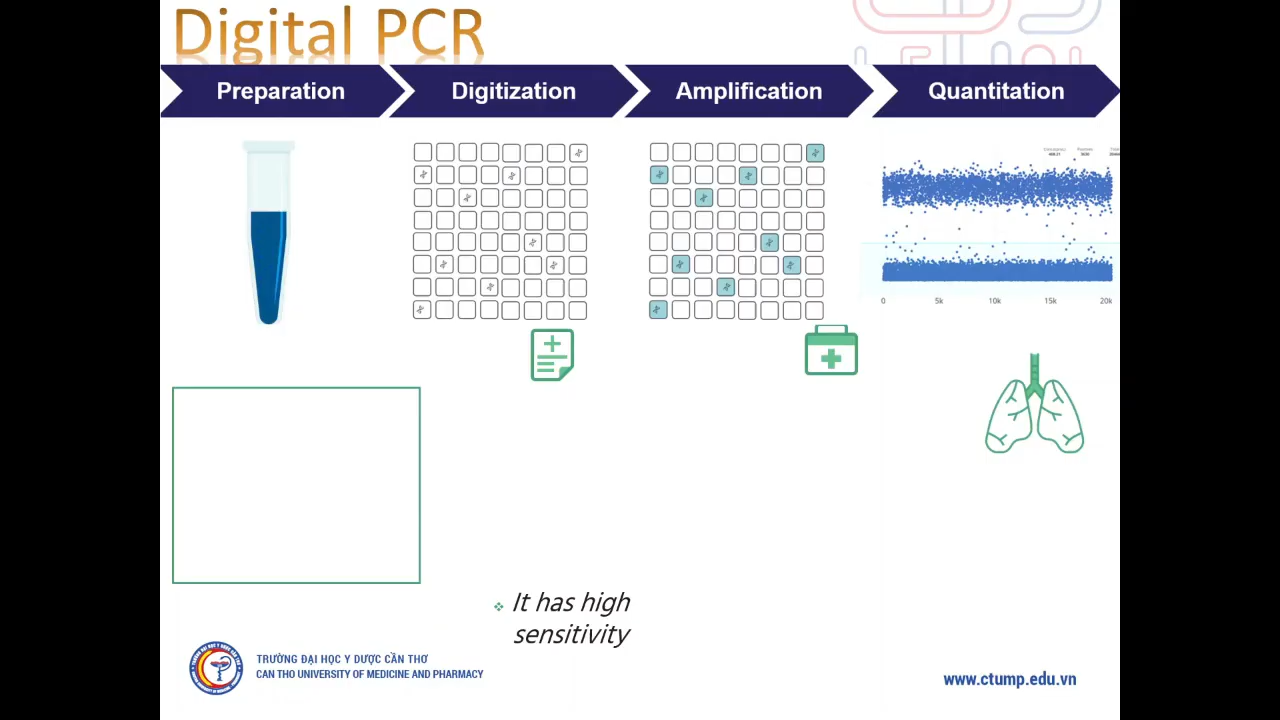 Digital PCR
Preparation
Digitization
Amplification
Quantitation
0
5k
10k
15k
20k
❖ It has high
sensitivity
TRƯỜNG ĐẠI HỌC Y DƯỢC CẦN THƠ
CAN THO UNIVERSITY OF MEDICINE AND PHARMACY
www.ctump.edu.vn